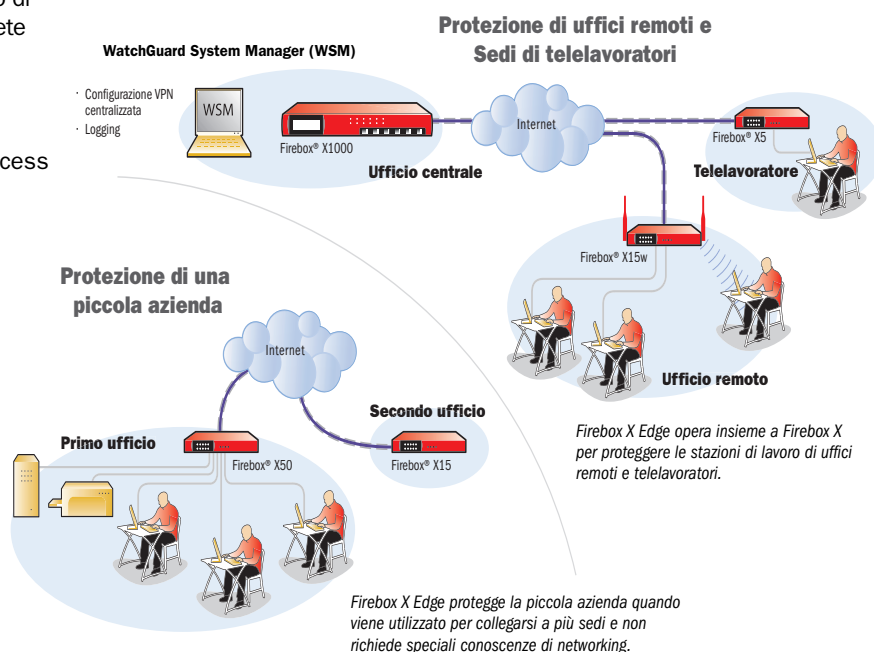 ete
cess
Protezione di uffici remoti e
Sedi di telelavoratori
WatchGuard System Manager (WSM)
· Configurazione VPN
centralizzata
· Logging
WSM
Firebox® X1000
Ufficio centrale
Internet
Firebox® X5
Telelavoratore
Firebox® X15w
Ufficio remoto
Firebox X Edge opera insieme a Firebox X
per proteggere le stazioni di lavoro di uffici
remoti e telelavoratori.
Protezione di una
piccola azienda
Internet
Primo ufficio
Firebox® X50
Secondo ufficio
Firebox® X15
Firebox X Edge protegge la piccola azienda quando
viene utilizzato per collegarsi a più sedi e non
richiede speciali conoscenze di networking.